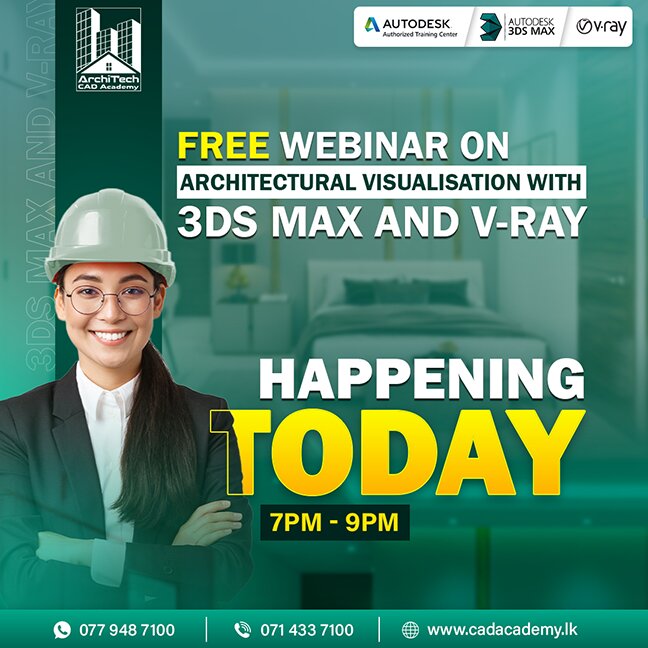 ArchiTech
CAD Academy
AUTODESK
Authorized Training Center
AUTODESK
3DS MAX
v-ray
3DS MAX AND V-RAY
FREE WEBINAR ON
ARCHITECTURAL VISUALISATION WITH
3DS MAX AND V-RAY
HAPPENING
TODAY
7PM - 9PM
077 948 7100
071 433 7100
www.cadacademy.lk